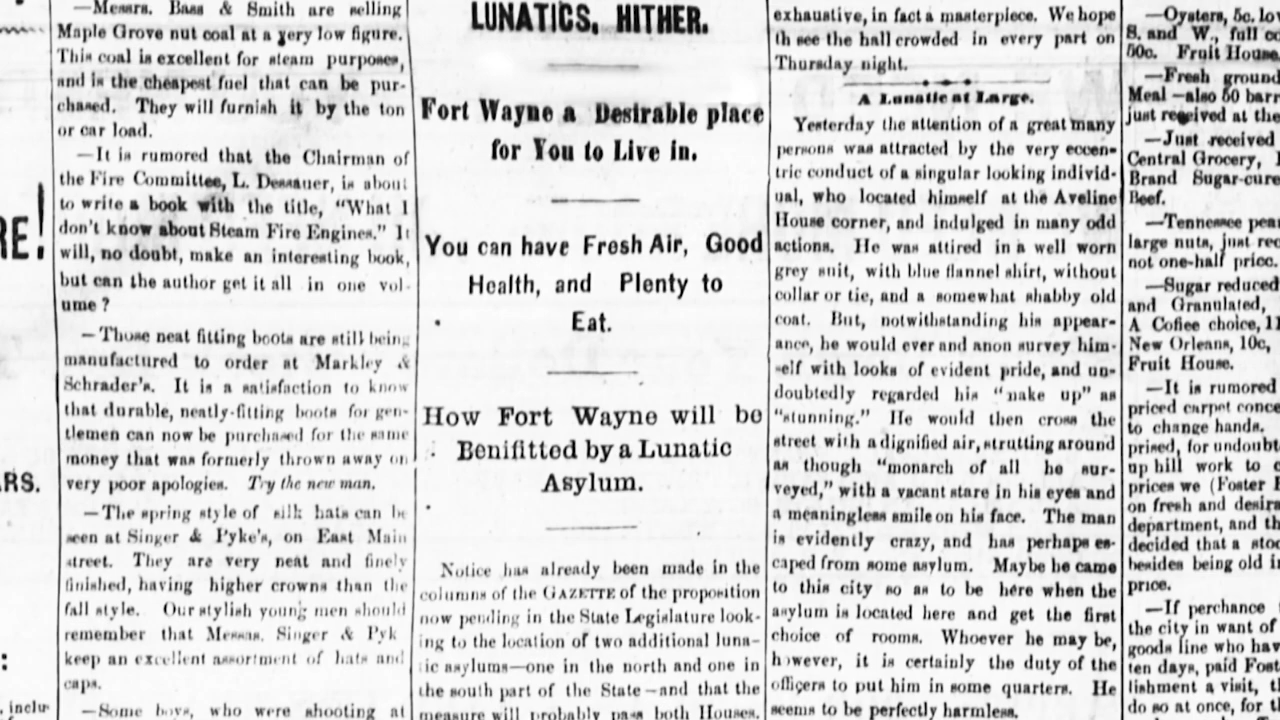 RE!
ARS.
:
. inclu-
—Messrs. Bass & Smith are selling
Maple Grove nut coal at a very low figure.
This coal is excellent for steam purposes,
and is the cheapest fuel that can be pur-
chased. They will furnish it by the ton
or car load.
—It is rumored that the Chairman of
the Fire Committee, L. Dessauer, is about
to write a book with the title, "What I
don't know about Steam Fire Engines." It
will, no doubt, make an interesting book,
but can the author get it all in one vol-
ume?
—Those neat fitting boots are still being
manufactured to order at Markley &
Schrader's. It is a satisfaction to know
that durable, neatly-fitting boots for gen-
tlemen can now be purchased for the same
money that was formerly thrown away on
very poor apologies. Try the new man.
—The spring style of silk hats can be
seen at Singer & Pyke's, on East Main
street. They are very neat and finely
finished, having higher crowns than the
fall style. Our stylish young men should
remember that Messrs. Singer & Pyk
keep an excellent assortment of hats and
caps.
—Some boys, who were shooting at
LUNATICS, HITHER.
Fort Wayne a Desirable place
for You to Live in.
You can have Fresh Air, Good
Health, and Plenty to
Eat.
How Fort Wayne will be
Benifitted by a Lunatic
Asylum.
Notice has already been made in the
columns of the GAZETTE of the proposition
now pending in the State Legislature look-
ing to the location of two additional luna-
tic asylums—one in the north and one in
the south part of the State—and that the
measure will probably pass both Houses.
exhaustive, in fact a masterpiece. We hope
th see the hall crowded in every part on
Thursday night.
A Lunatic at Large.
Yesterday the attention of a great many
persons was attracted by the very eccen-
tric conduct of a singular looking individ-
ual, who located himself at the Aveline
House corner, and indulged in many odd
actions. He was attired in a well worn
grey suit, with blue flannel shirt, without
collar or tie, and a somewhat shabby old
coat. But, notwithstanding his appear-
ance, he would ever and anon survey him-
self with looks of evident pride, and un-
doubtedly regarded his "nake up" as
"stunning." He would then cross the
street with a dignified air, strutting around
as though "monarch of all he sur-
veyed," with a vacant stare in his eyes and
a meningless smile on his face. The man
is evidently crazy, and has perhaps es-
caped from some asylum. Maybe he came
to this city so as to be here when the
asylum is located here and get the first
choice of rooms. Whoever he may be,
however, it is certainly the duty of the
officers to put him in some quarters. He
seems to be perfectly harmless.
—Oysters, 5c. lo
S. and W., full c
50c. Fruit House.
—Fresh ground
Meal—also 50 barr
just received at the
—Just received
Central Grocery,
Brand Sugar-cure
Beef.
—Tennessee pea
large nuts, just rec
not one-half price.
—Sugar reduced
and Granulated,
A Coffee choice, 11
New Orleans, 10c,
Fruit House.
—It is rumored
priced carpet conce
to change hands.
prised, for undoubt
up hill work to c
prices we (Foster
on fresh and desira
department, and th
decided that a stoc
besides being old i
price.
—If perchance
the city in want of
goods line who hav
ten days, paid Fost
lishment a visit, t
do so at once, for t